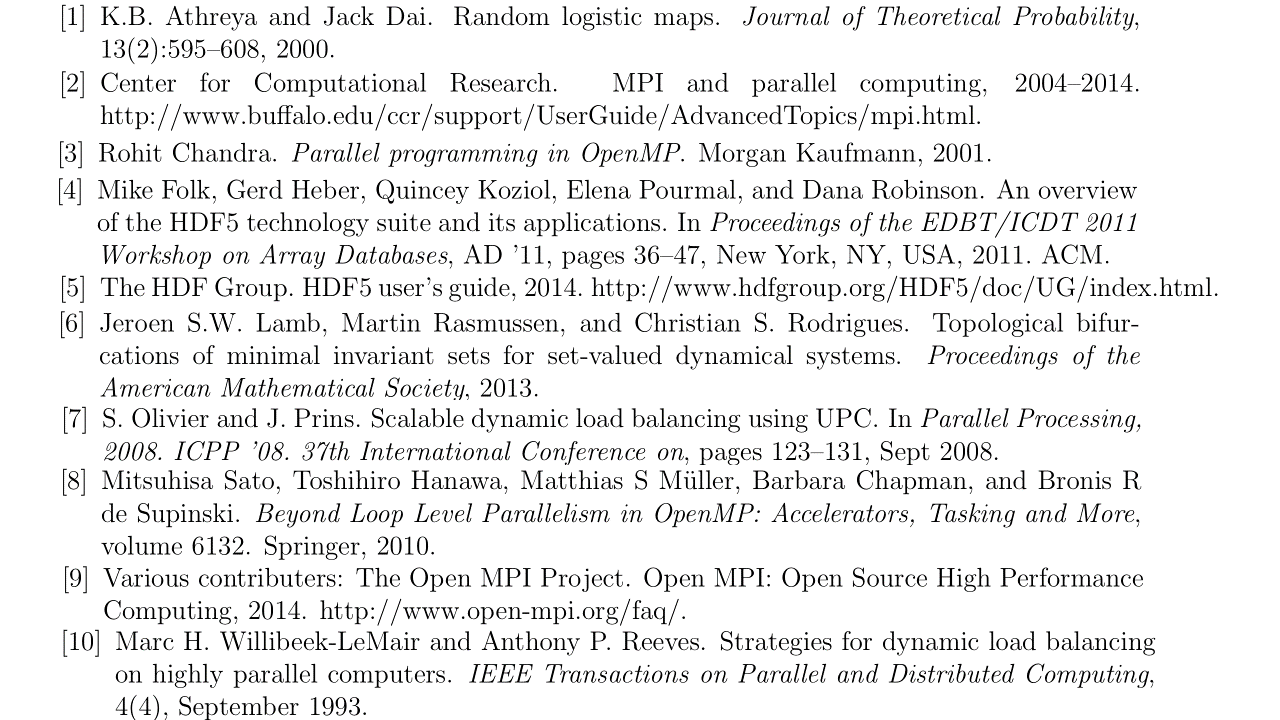 [1] K.B. Athreya and Jack Dai. Random logistic maps. Journal of Theoretical Probability,
13(2):595–608, 2000.
[2] Center for Computational Research. MPI and parallel computing, 2004–2014.
http://www.buffalo.edu/ccr/support/UserGuide/AdvancedTopics/mpi.html.
[3] Rohit Chandra. Parallel programming in OpenMP. Morgan Kaufmann, 2001.
[4] Mike Folk, Gerd Heber, Quincey Koziol, Elena Pourmal, and Dana Robinson. An overview
of the HDF5 technology suite and its applications. In Proceedings of the EDBT/ICDT 2011
Workshop on Array Databases, AD ’11, pages 36–47, New York, NY, USA, 2011. ACM.
[5] The HDF Group. HDF5 user’s guide, 2014. http://www.hdfgroup.org/HDF5/doc/UG/index.html.
[6] Jeroen S.W. Lamb, Martin Rasmussen, and Christian S. Rodrigues. Topological bifur-
cations of minimal invariant sets for set-valued dynamical systems. Proceedings of the
American Mathematical Society, 2013.
[7] S. Olivier and J. Prins. Scalable dynamic load balancing using UPC. In Parallel Processing,
2008. ICPP ’08. 37th International Conference on, pages 123–131, Sept 2008.
[8] Mitsuhisa Sato, Toshihiro Hanawa, Matthias S Müller, Barbara Chapman, and Bronis R
de Supinski. Beyond Loop Level Parallelism in OpenMP: Accelerators, Tasking and More,
volume 6132. Springer, 2010.
[9] Various contributers: The Open MPI Project. Open MPI: Open Source High Performance
Computing, 2014. http://www.open-mpi.org/faq/.
[10] Marc H. Willibeek-LeMair and Anthony P. Reeves. Strategies for dynamic load balancing
on highly parallel computers. IEEE Transactions on Parallel and Distributed Computing,
4(4), September 1993.